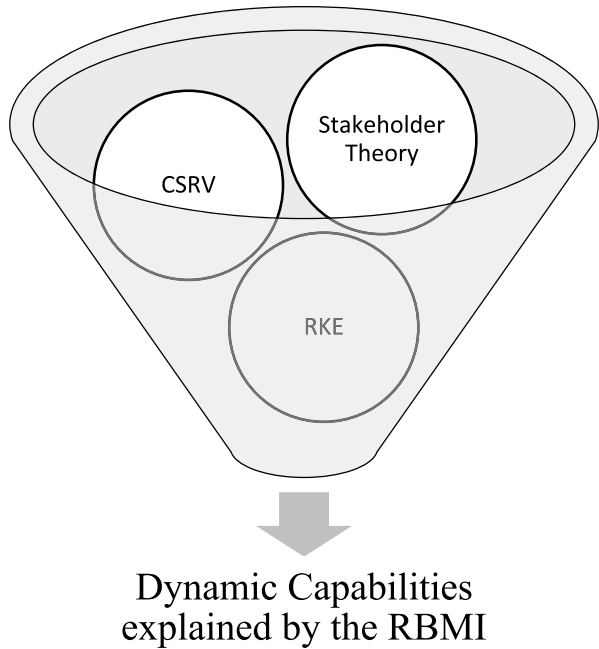 Stakeholder
Theory
CSRV
RKE
Dynamic Capabilities
explained by the RBMI